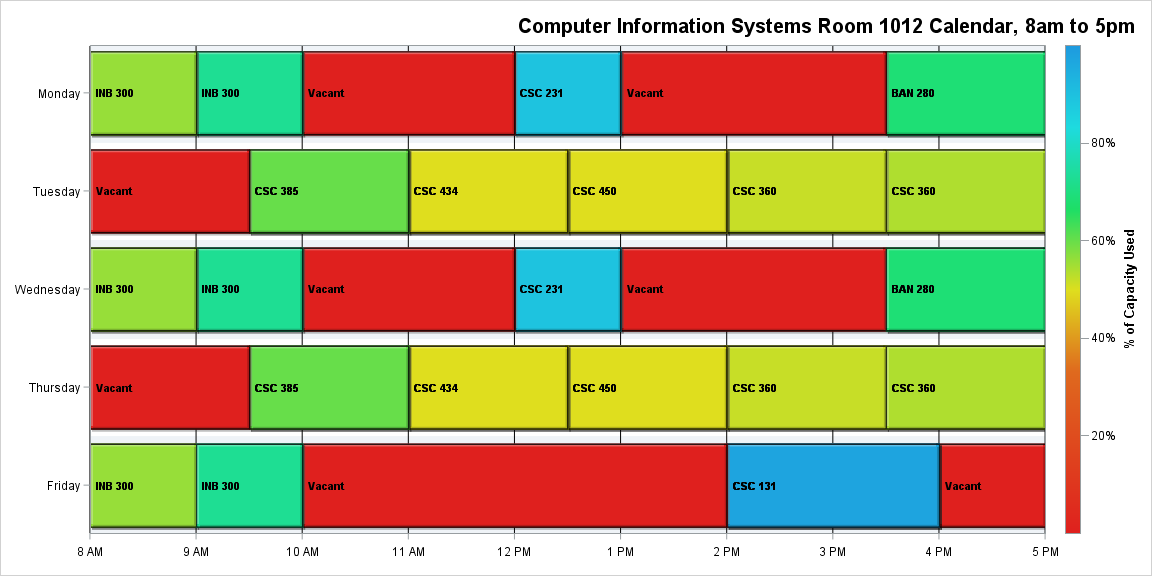 Computer Information Systems Room 1012 Calendar, 8am to 5pm
Monday
INB 300
INB 300
Vacant
CSC 231
Vacant
BAN 280
Tuesday
Vacant
CSC 385
CSC 434
CSC 450
CSC 360
CSC 360
Wednesday
INB 300
INB 300
Vacant
CSC 231
Vacant
BAN 280
Thursday
Vacant
CSC 385
CSC 434
CSC 450
CSC 360
CSC 360
Friday
INB 300
INB 300
Vacant
CSC 131
Vacant
8 AM
9 AM
10 AM
11 AM
12 PM
1 PM
2 PM
3 PM
4 PM
5 PM
80%
60%
40%
20%
% of Capacity Used